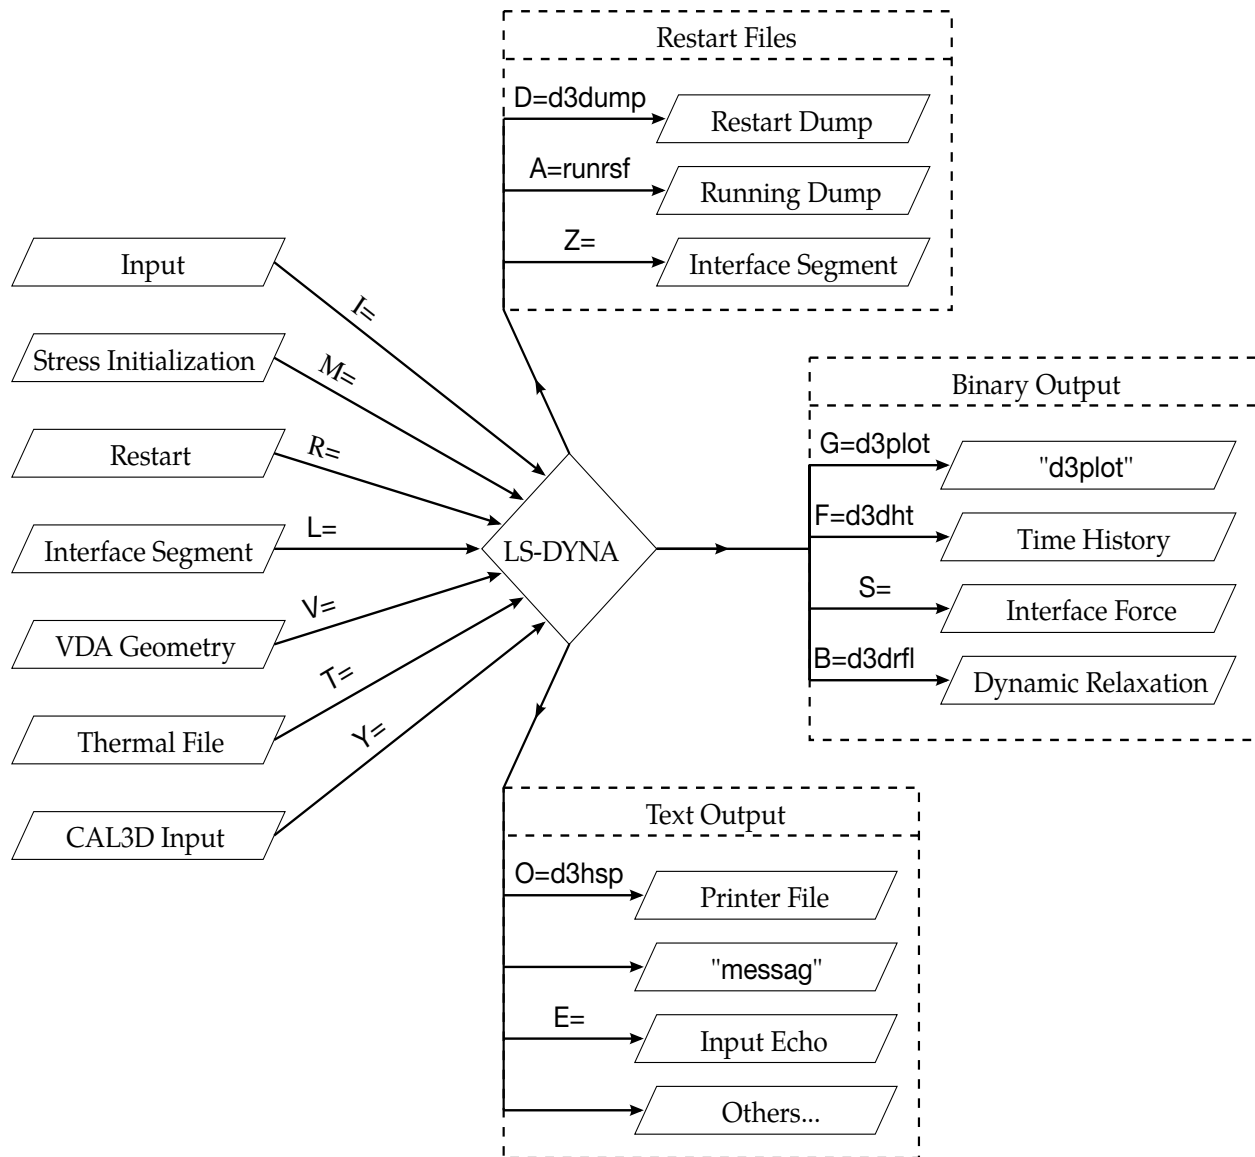 Restart Files
D=d3dump
Restart Dump
A=runrsf
Running Dump
Z=
Interface Segment
Input
I=
Stress Initialization
M=
Restart
R=
Interface Segment
L=
VDA Geometry
V=
Thermal File
T=
CAL3D Input
Y=
LS-DYNA
Binary Output
G=d3plot
"d3plot"
F=d3dht
Time History
S=
Interface Force
B=d3drfl
Dynamic Relaxation
Text Output
O=d3hsp
Printer File
"messag"
E=
Input Echo
Others...